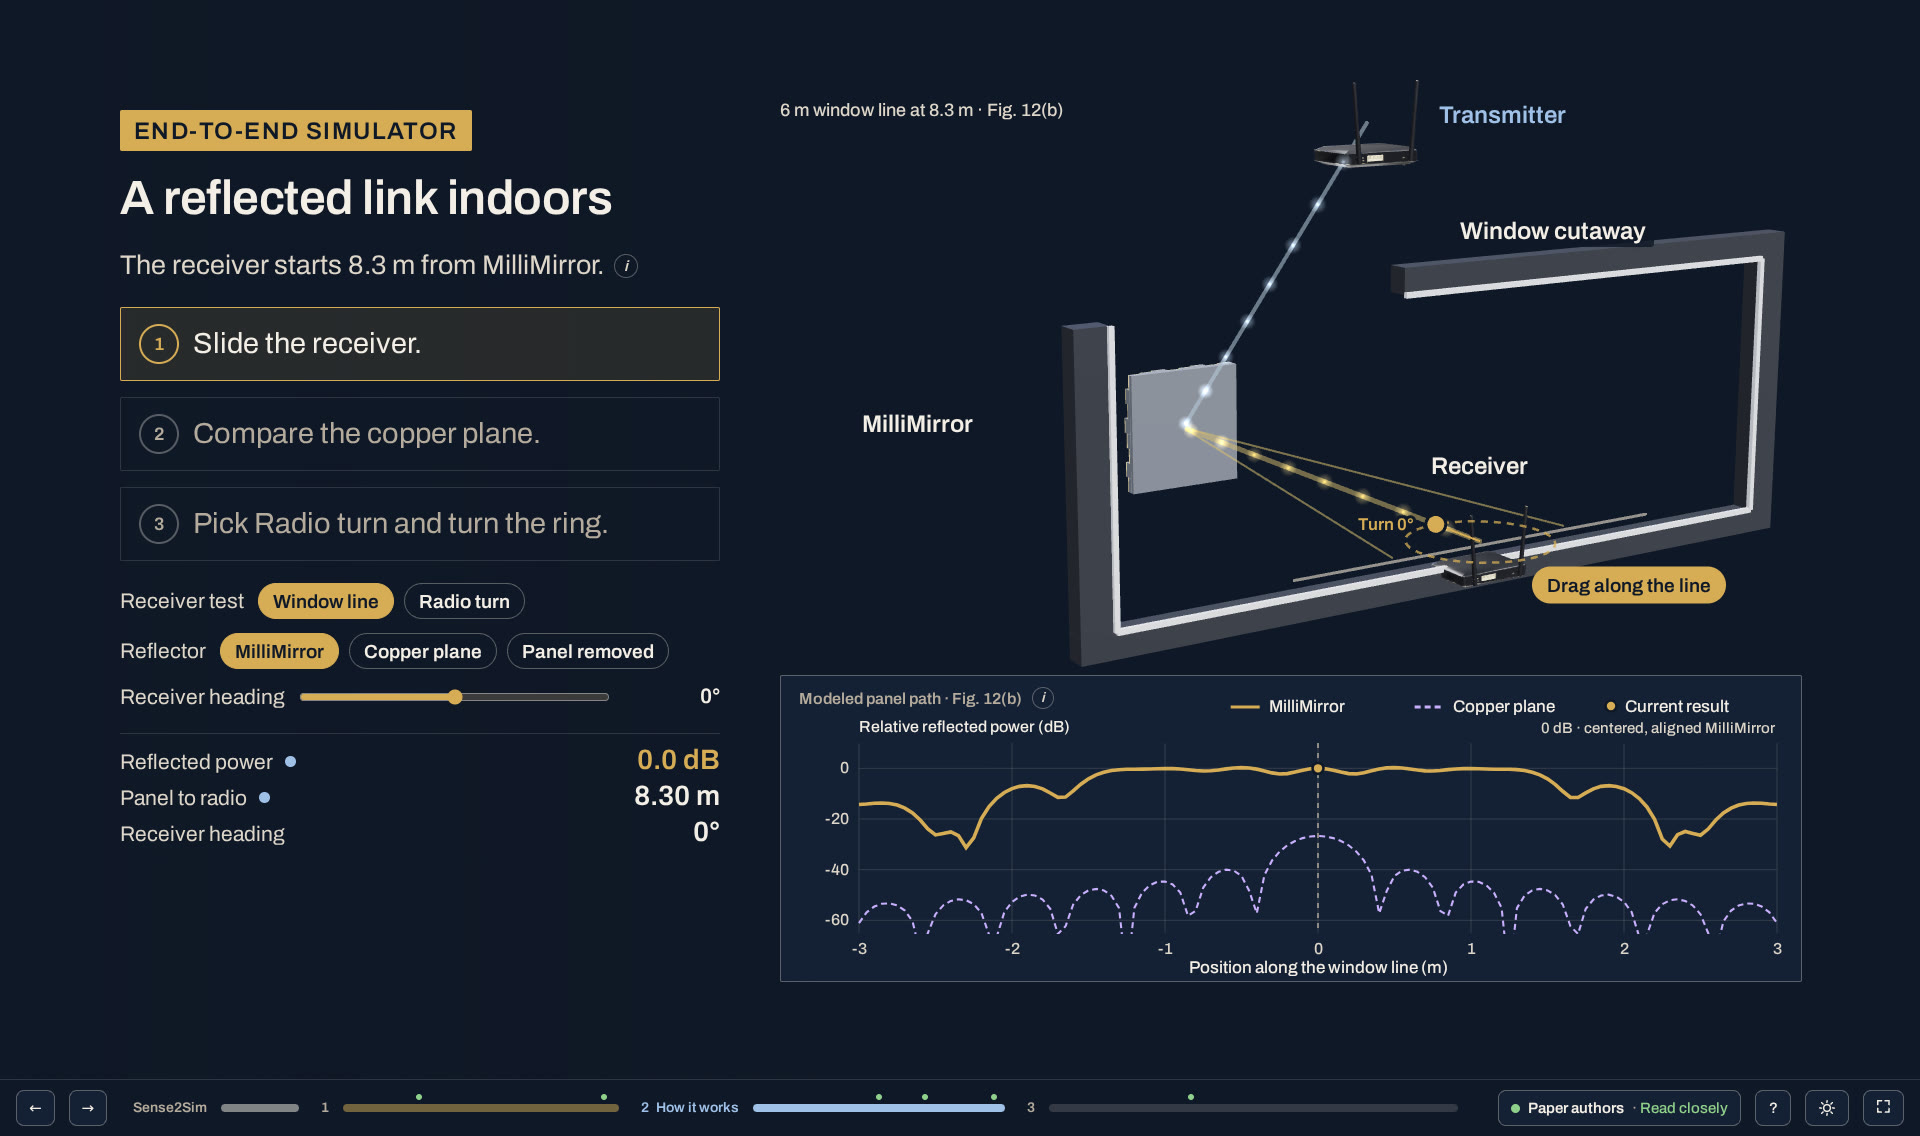 END-TO-END SIMULATOR
A reflected link indoors
The receiver starts 8.3 m from MilliMirror. i
1 Slide the receiver.
2 Compare the copper plane.
3 Pick Radio turn and turn the ring.
Receiver test Window line Radio turn
Reflector MilliMirror Copper plane Panel removed
Receiver heading 0°
Reflected power 0.0 dB
Panel to radio 8.30 m
Receiver heading 0°
6 m window line at 8.3 m · Fig. 12(b)
Transmitter
Window cutaway
MilliMirror
Receiver
Turn 0°
Drag along the line
Modeled panel path · Fig. 12(b) i
MilliMirror Copper plane Current result
Relative reflected power (dB)
0 dB · centered, aligned MilliMirror
0
-20
-40
-60
-3 -2 -1 0 1 2 3
Position along the window line (m)
← → Sense2Sim 1 2 How it works 3 Paper authors · Read closely ?